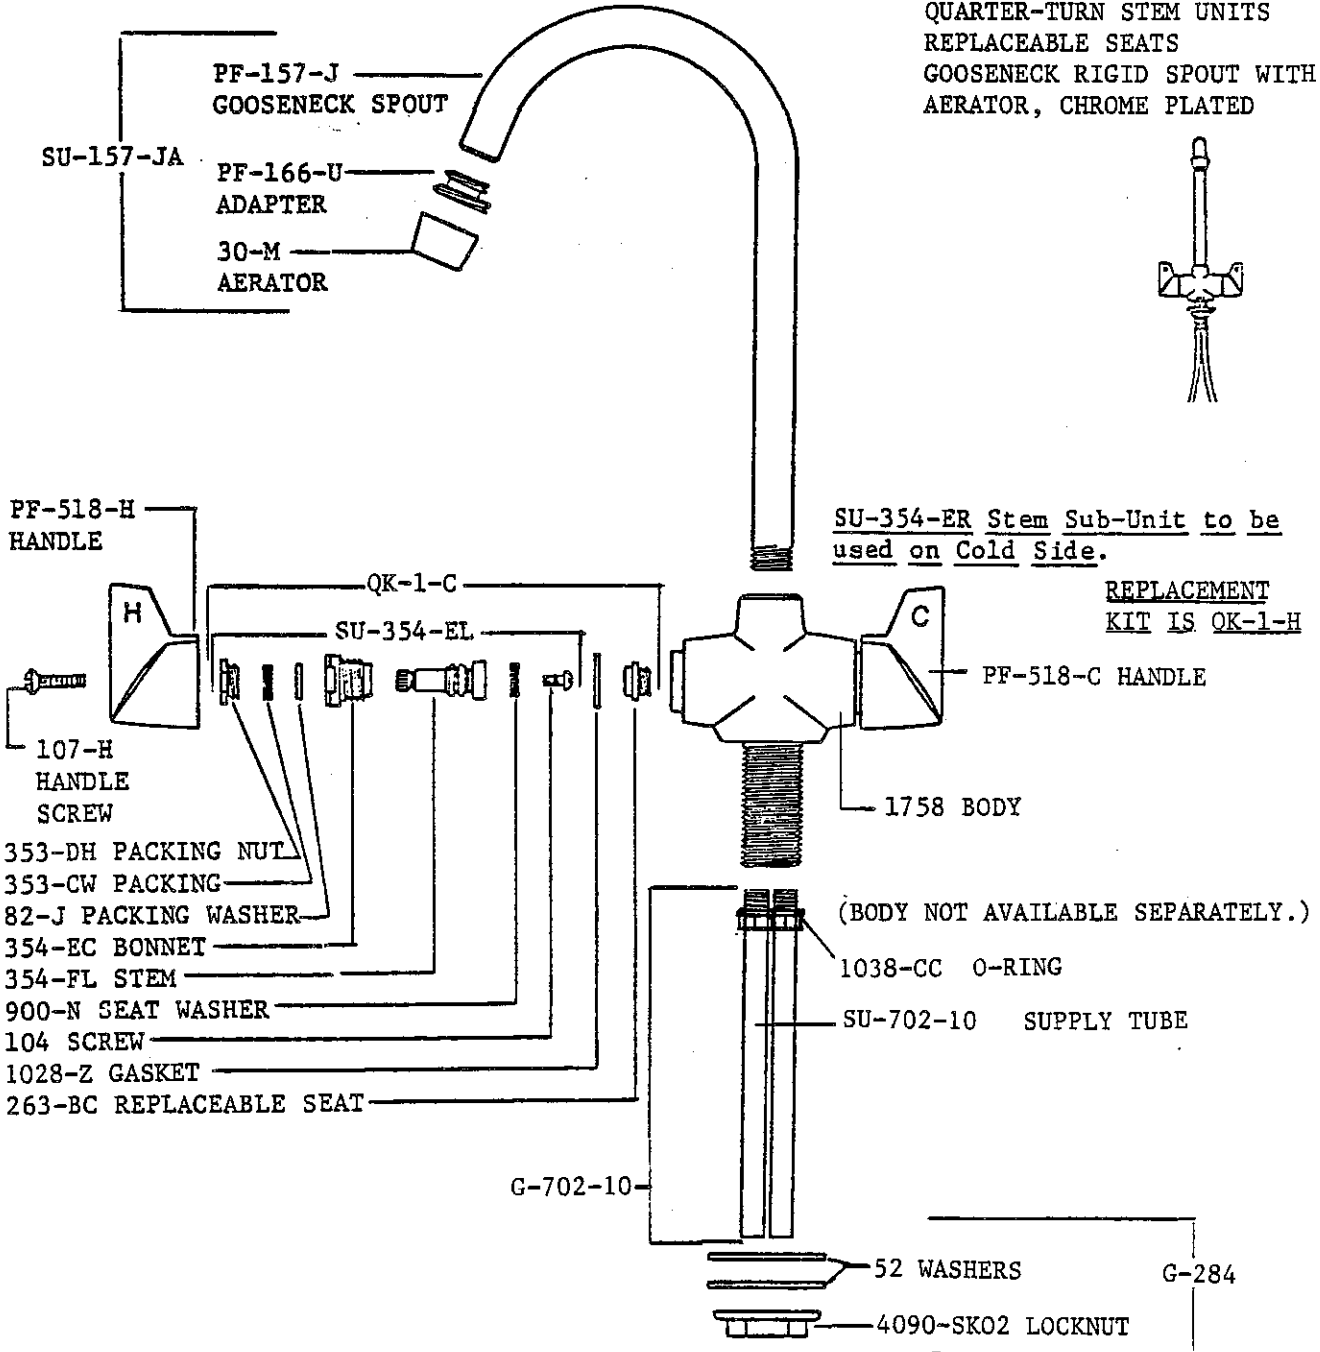 QUARTER-TURN STEM UNITS
REPLACEABLE SEATS
GOOSENECK RIGID SPOUT WITH
AERATOR, CHROME PLATED
PF-157-J
GOOSENECK SPOUT
SU-157-JA
PF-166-U
ADAPTER
30-M
AERATOR
PF-518-H
HANDLE
SU-354-ER Stem Sub-Unit to be
used on Cold Side.
REPLACEMENT
KIT IS QK-1-H
QK-1-C
SU-354-EL
H
C
PF-518-C HANDLE
107-H
HANDLE
SCREW
1758 BODY
353-DH PACKING NUT
353-CW PACKING
82-J PACKING WASHER
354-EC BONNET
354-FL STEM
900-N SEAT WASHER
104 SCREW
1028-Z GASKET
263-BC REPLACEABLE SEAT
(BODY NOT AVAILABLE SEPARATELY.)
1038-CC O-RING
SU-702-10 SUPPLY TUBE
G-702-10
52 WASHERS
G-284
4090-SK02 LOCKNUT